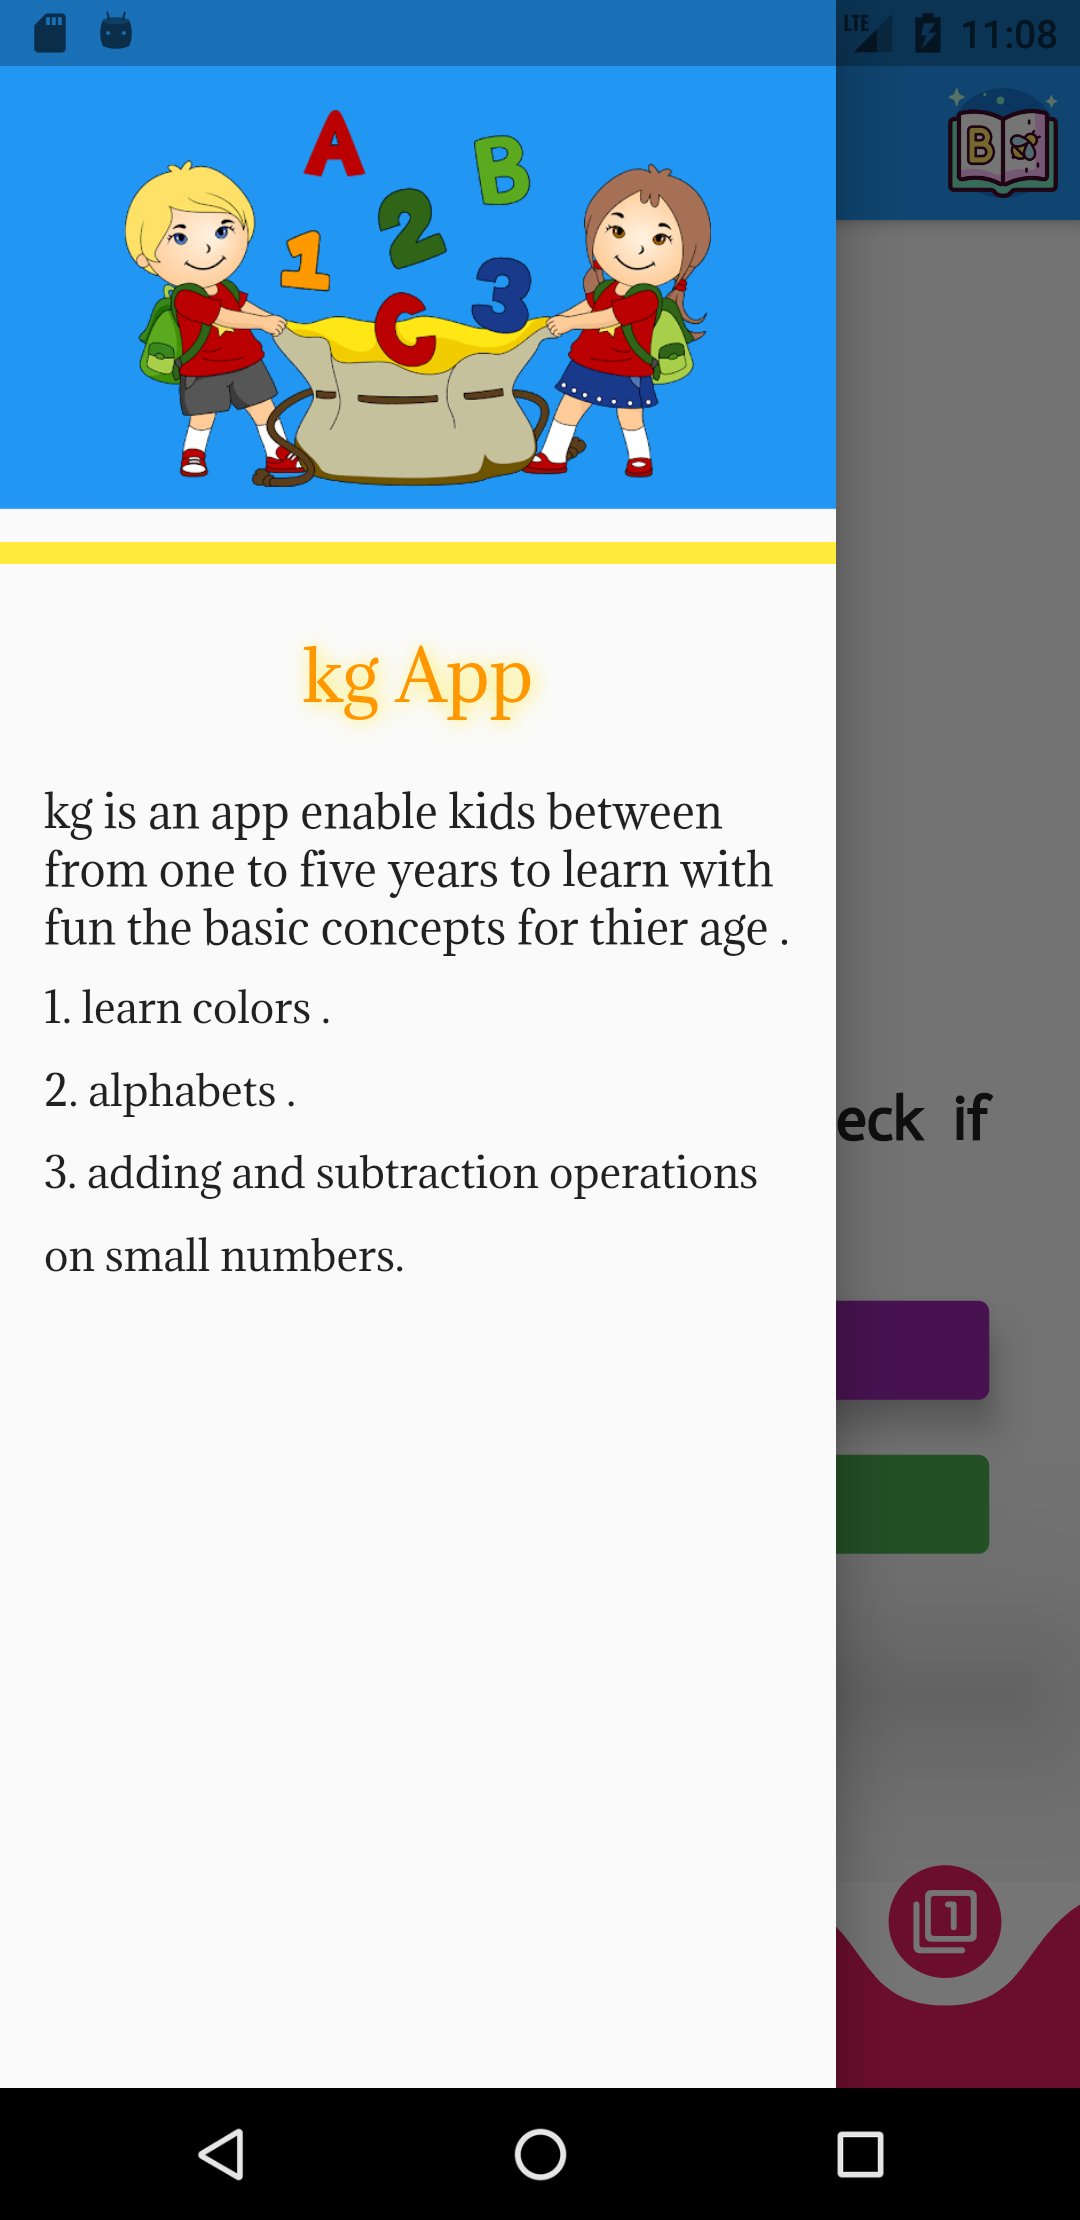 LTE 11:08
B
A
B
2
1
3
C
kg App
kg is an app enable kids between
from one to five years to learn with
fun the basic concepts for thier age .
1. learn colors .
2. alphabets .
3. adding and subtraction operations
on small numbers.
eck if
1